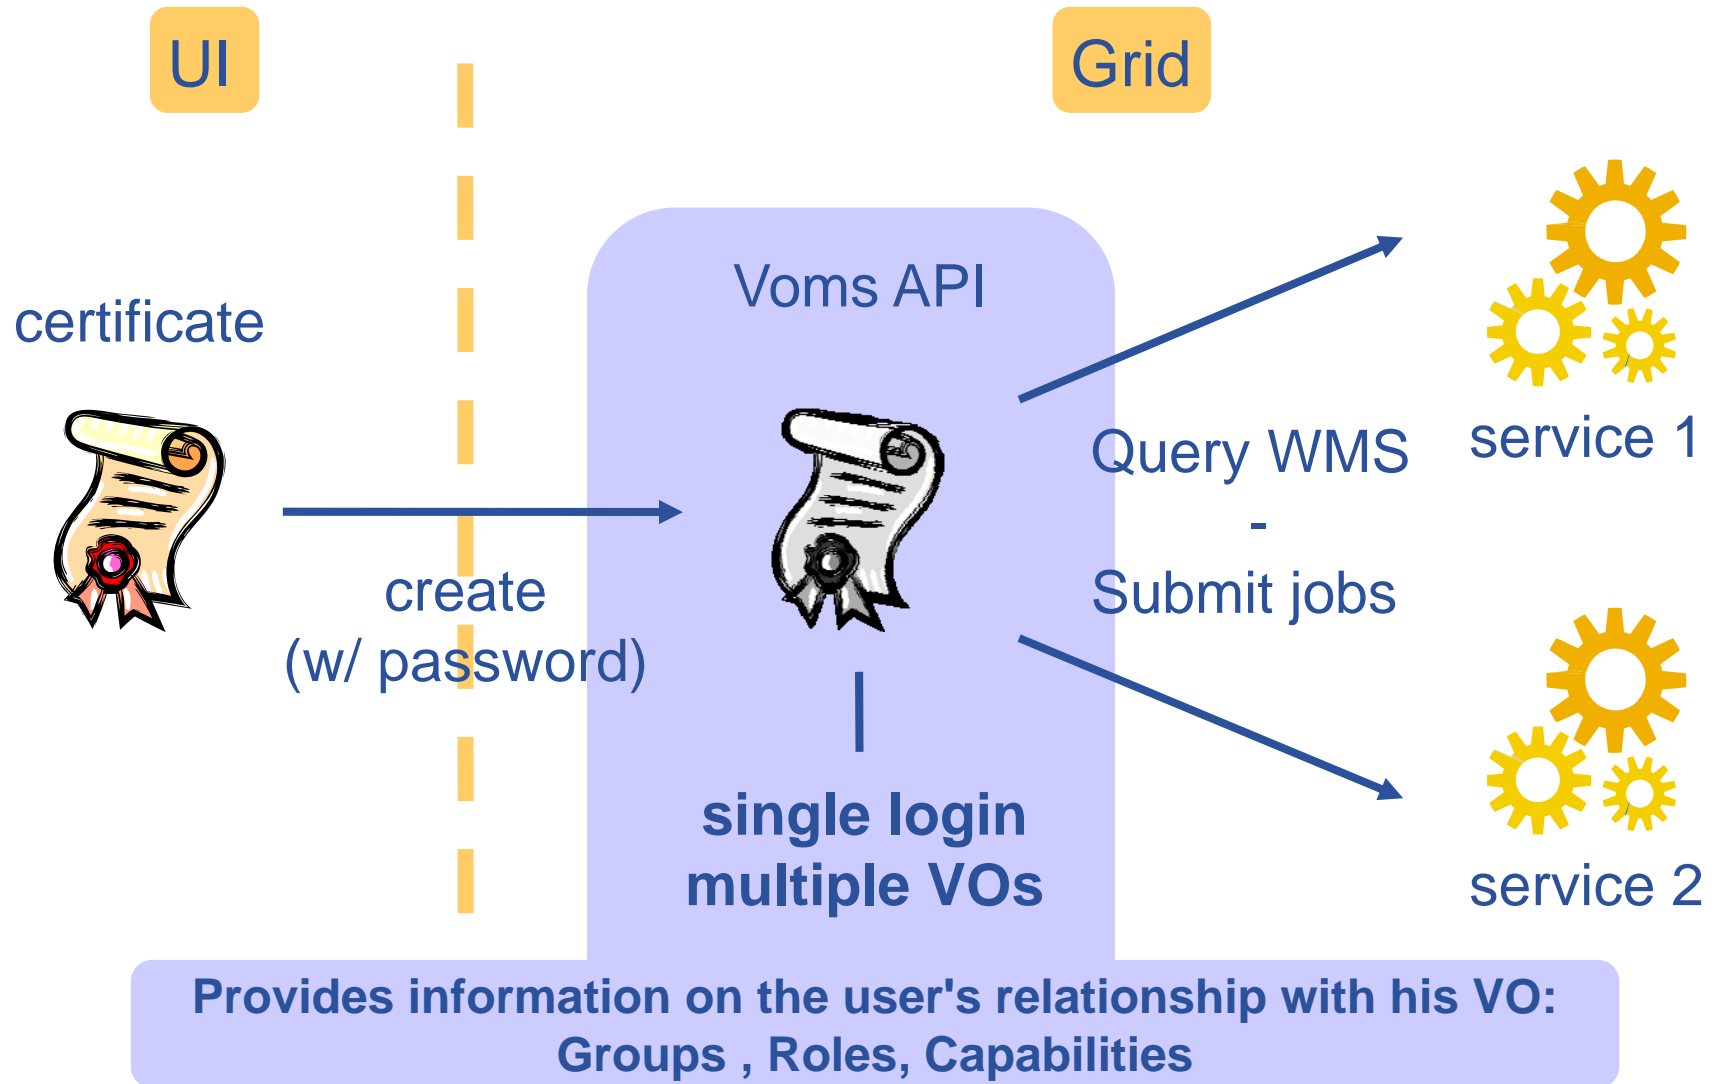 UI
Grid
certificate
Voms API
create
(w/ password)
Query WMS
-
Submit jobs
service 1
single login
multiple VOs
service 2
Provides information on the user's relationship with his VO:
Groups , Roles, Capabilities